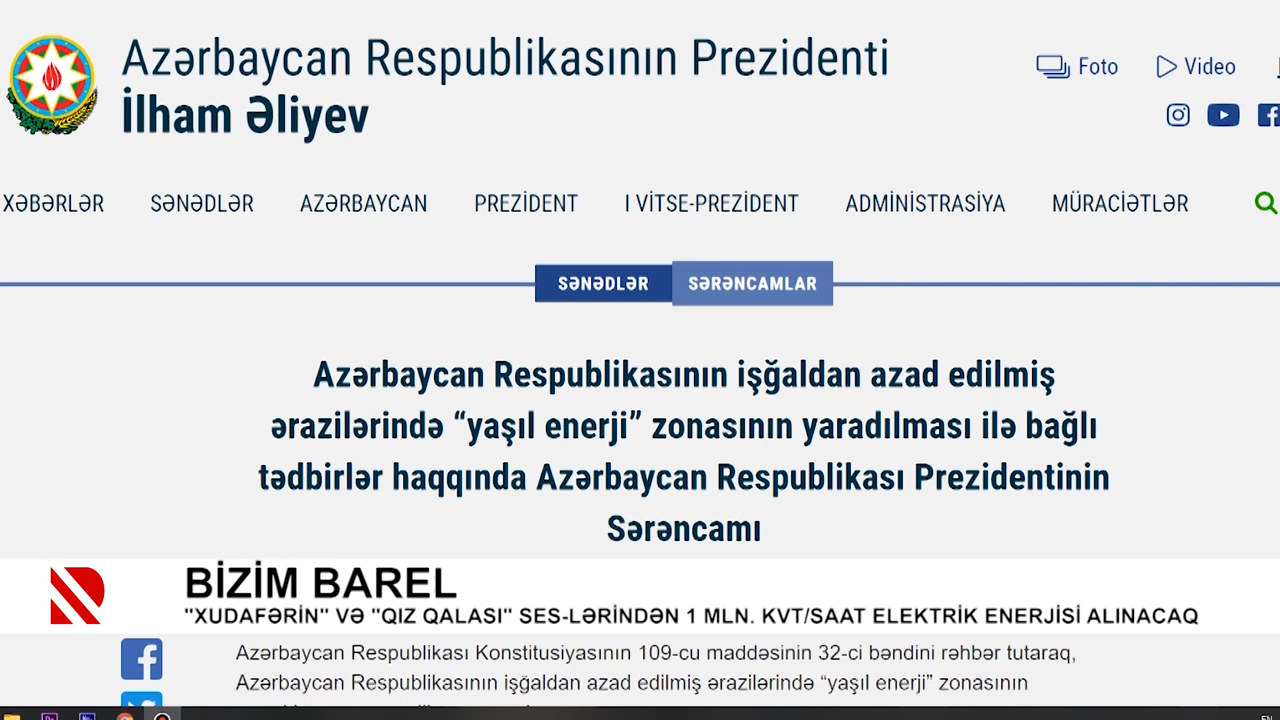 Azərbaycan Respublikasının Prezidenti
İlham Əliyev
Foto
Video
XƏBƏRLƏR
SƏNƏDLƏR
AZƏRBAYCAN
PREZİDENT
I VİTSE-PREZİDENT
ADMİNİSTRASİYA
MÜRACİƏTLƏR
SƏNƏDLƏR
SƏRƏNCAMLAR
Azərbaycan Respublikasının işğaldan azad edilmiş
ərazilərində “yaşıl enerji” zonasının yaradılması ilə bağlı
tədbirlər haqqında Azərbaycan Respublikası Prezidentinin
Sərəncamı
BİZİM BAREL
"XUDAFƏRİN" VƏ "QIZ QALASI" SES-LƏRİNDƏN 1 MLN. KVT/SAAT ELEKTRİK ENERJİSİ ALINACAQ
Azərbaycan Respublikası Konstitusiyasının 109-cu maddəsinin 32-ci bəndini rəhbər tutaraq,
Azərbaycan Respublikasının işğaldan azad edilmiş ərazilərində “yaşıl enerji” zonasının